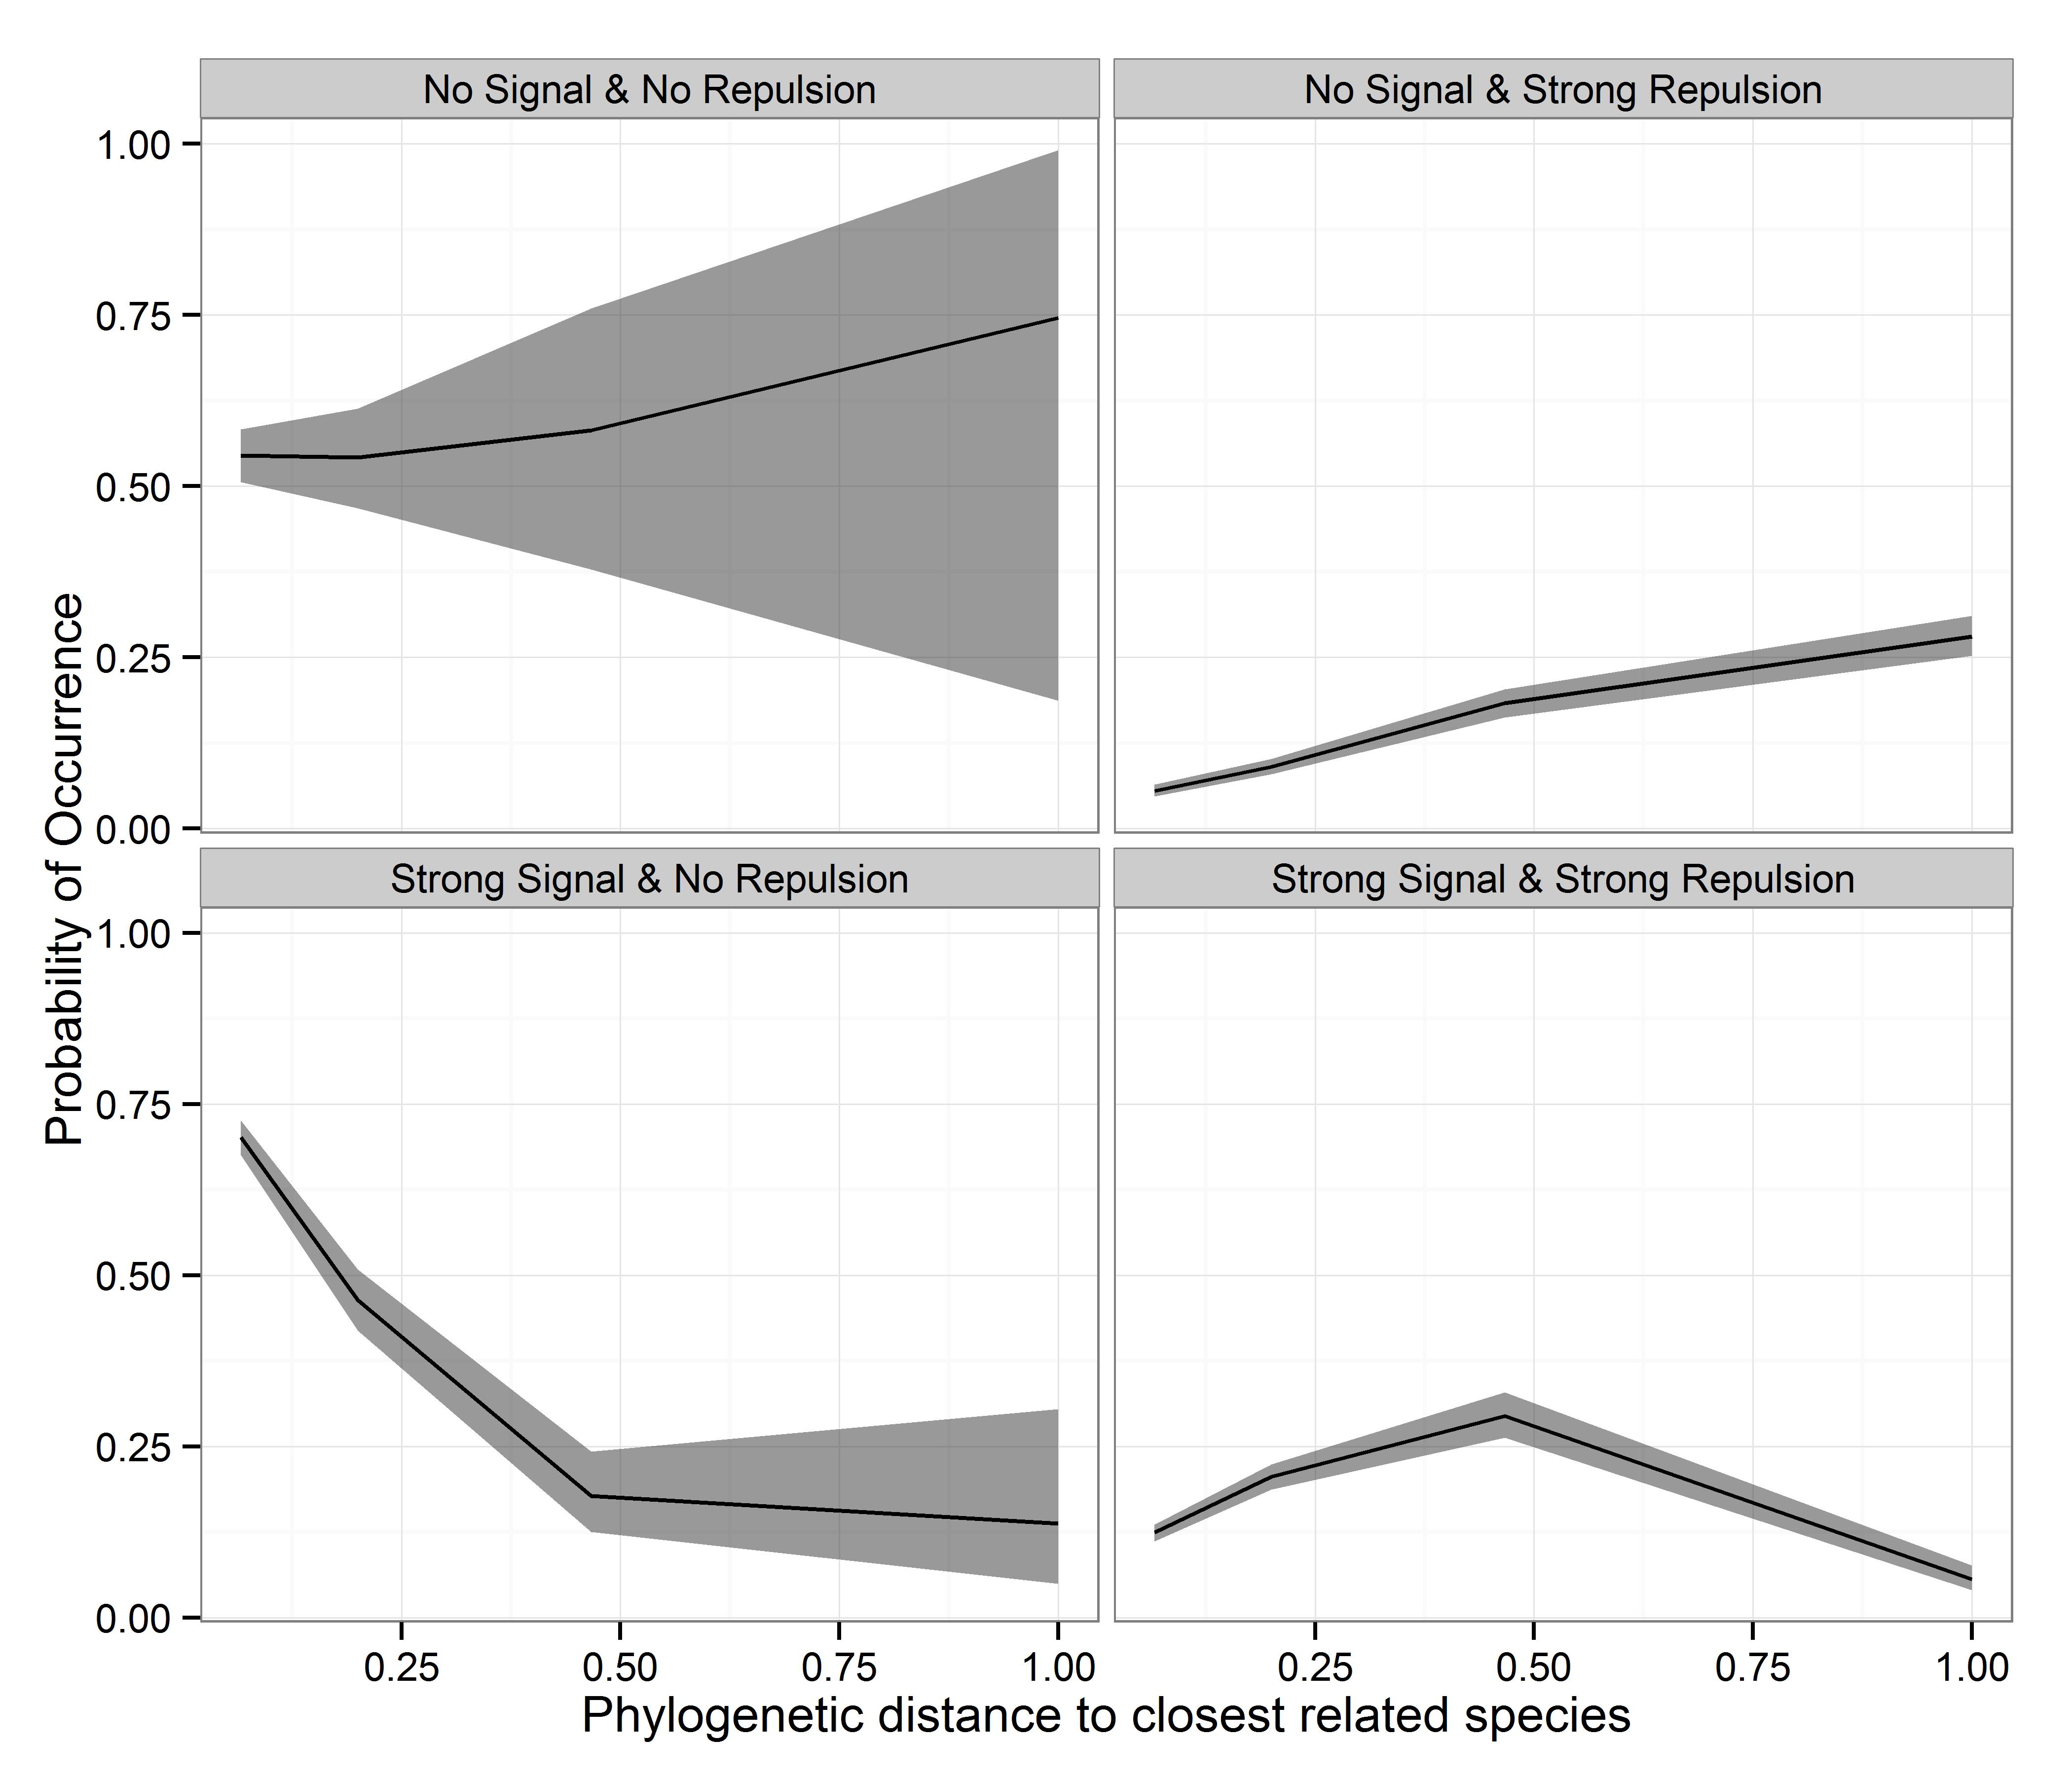 No Signal & No Repulsion
No Signal & Strong Repulsion
1.00
0.75
0.50
0.25
0.00
Probability of Occurrence
Strong Signal & No Repulsion
Strong Signal & Strong Repulsion
1.00
0.75
0.50
0.25
0.00
0.25 0.50 0.75 1.00
0.25 0.50 0.75 1.00
Phylogenetic distance to closest related species